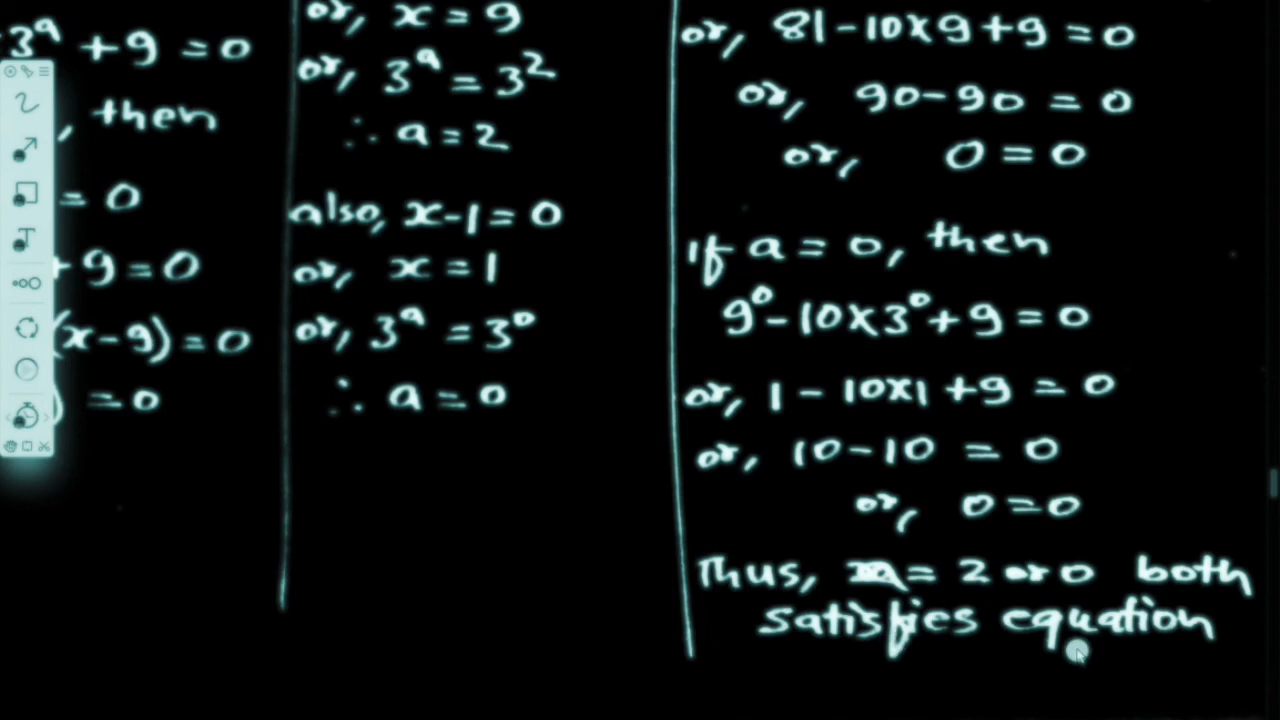 3^a + 9 = 0
, then
= 0
+ 9 = 0
(x - 9) = 0
) = 0
or, x = 9
or, 3^a = 3^2
∴ a = 2
also, x - 1 = 0
or, x = 1
or, 3^a = 3^0
∴ a = 0
or, 81 - 10 x 9 + 9 = 0
or, 90 - 90 = 0
or, 0 = 0
If a = 0, then
9^0 - 10 x 3^0 + 9 = 0
or, 1 - 10 x 1 + 9 = 0
or, 10 - 10 = 0
or, 0 = 0
Thus, = 2 or 0 both
satisfies equation